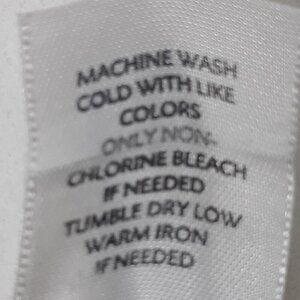 MACHINE WASH
COLD WITH LIKE
COLORS
ONLY NON-
CHLORINE BLEACH
IF NEEDED
TUMBLE DRY LOW
WARM IRON
IF NEEDED